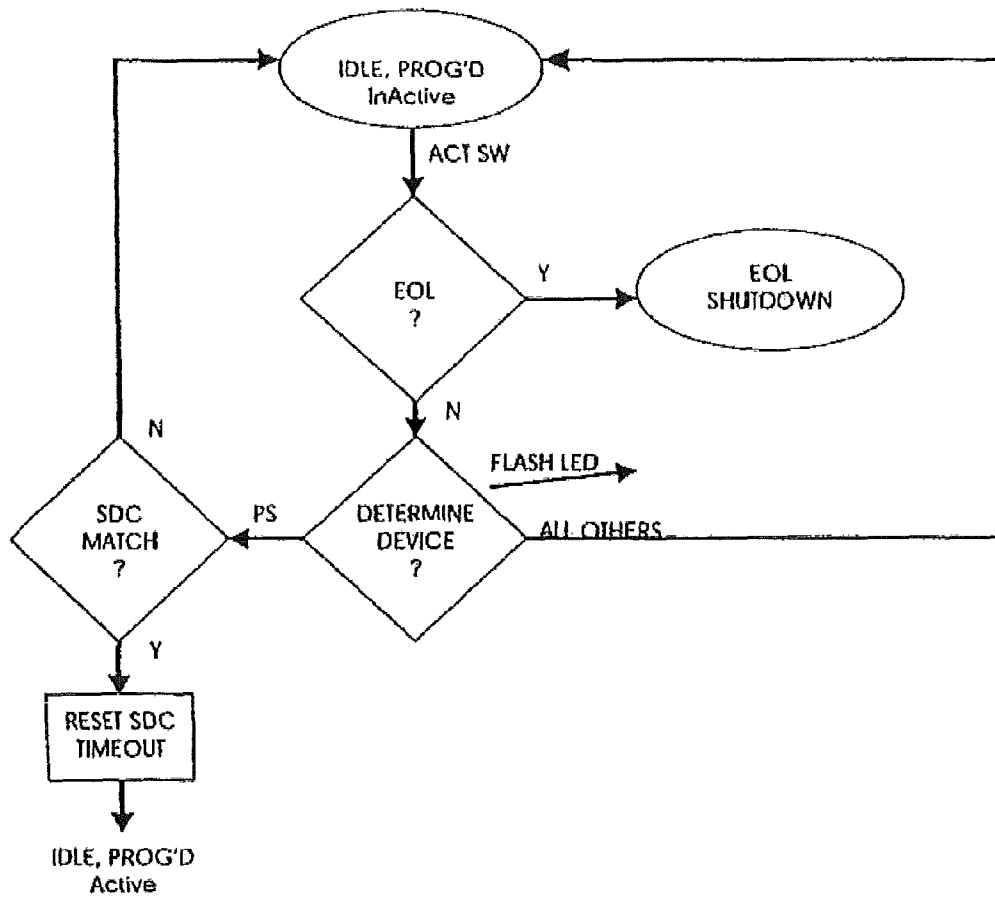 IDLE, PROG'D
InActive
ACT SW
EOL
?
Y
EOL
SHUTDOWN
N
N
FLASH LED
SDC
MATCH
?
PS
DETERMINE
DEVICE
?
ALL OTHERS
Y
RESET SDC
TIMEOUT
IDLE, PROG'D
Active